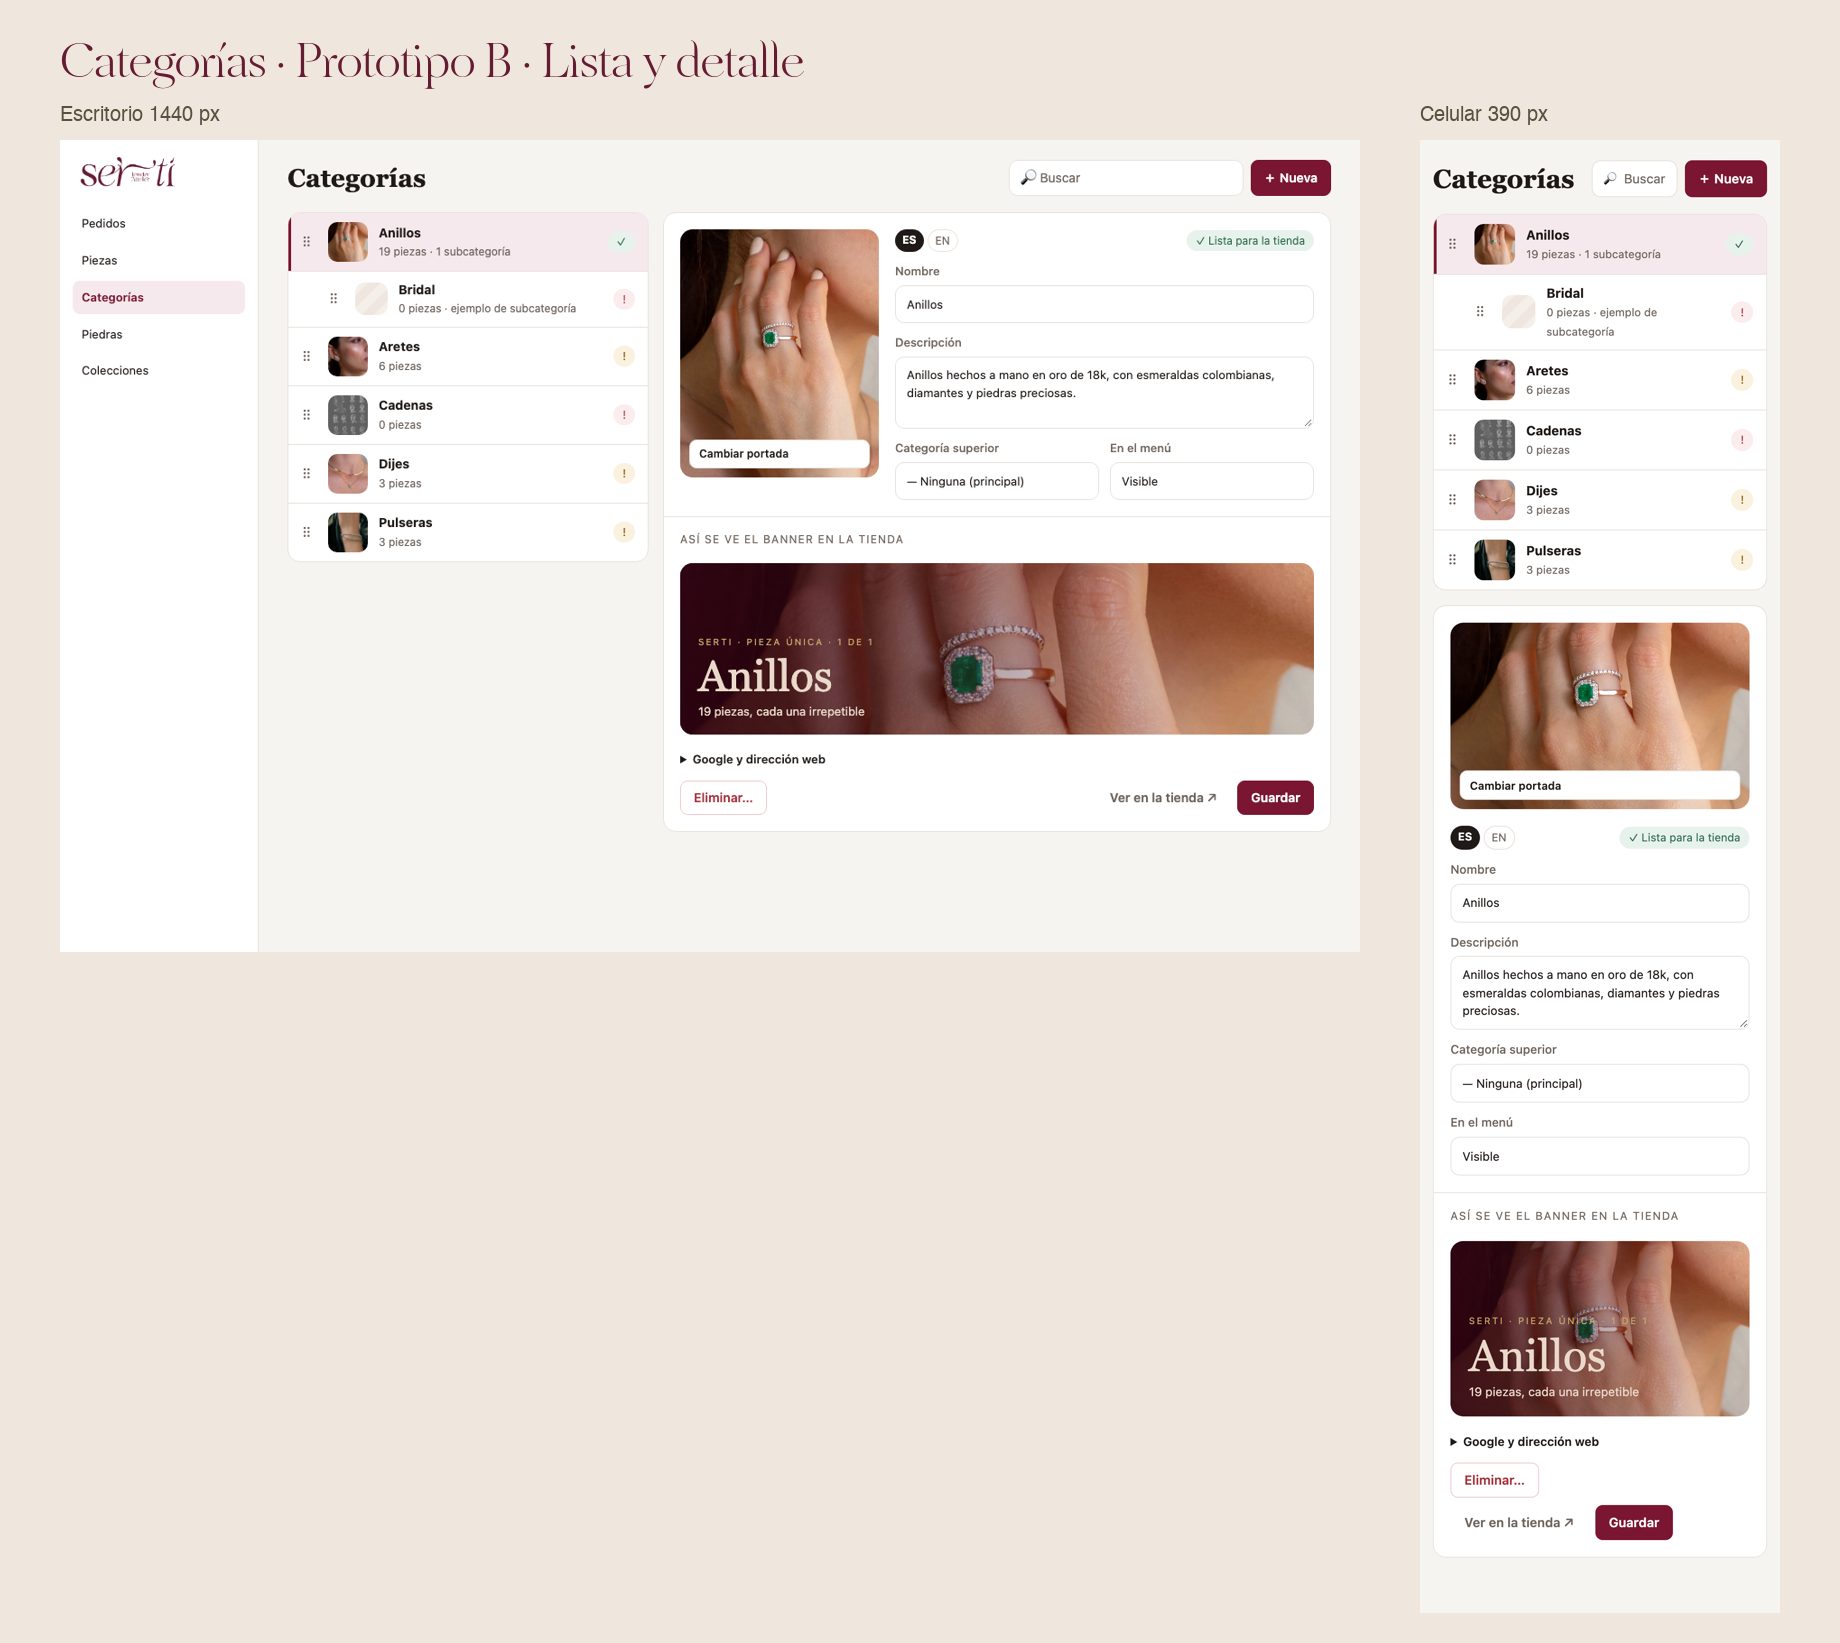 Categorías · Prototipo B · Lista y detalle
Escritorio 1440 px
serti
Jewelry
Atelier
Pedidos
Piezas
Categorías
Piedras
Colecciones
Categorías
🔎 Buscar
+ Nueva
Anillos
19 piezas · 1 subcategoría
✓
Bridal
0 piezas · ejemplo de subcategoría
!
Aretes
6 piezas
!
Cadenas
0 piezas
!
Dijes
3 piezas
!
Pulseras
3 piezas
!
Cambiar portada
ES EN
✓ Lista para la tienda
Nombre
Anillos
Descripción
Anillos hechos a mano en oro de 18k, con esmeraldas colombianas,
diamantes y piedras preciosas.
Categoría superior
— Ninguna (principal)
En el menú
Visible
ASÍ SE VE EL BANNER EN LA TIENDA
SERTI · PIEZA ÚNICA · 1 DE 1
Anillos
19 piezas, cada una irrepetible
▶ Google y dirección web
Eliminar...
Ver en la tienda ↗
Guardar
Celular 390 px
Categorías
🔎 Buscar
+ Nueva
Anillos
19 piezas · 1 subcategoría
✓
Bridal
0 piezas · ejemplo de
subcategoría
!
Aretes
6 piezas
!
Cadenas
0 piezas
!
Dijes
3 piezas
!
Pulseras
3 piezas
!
Cambiar portada
ES EN
✓ Lista para la tienda
Nombre
Anillos
Descripción
Anillos hechos a mano en oro de 18k, con
esmeraldas colombianas, diamantes y piedras
preciosas.
Categoría superior
— Ninguna (principal)
En el menú
Visible
ASÍ SE VE EL BANNER EN LA TIENDA
SERTI · PIEZA ÚNICA · 1 DE 1
Anillos
19 piezas, cada una irrepetible
▶ Google y dirección web
Eliminar...
Ver en la tienda ↗
Guardar